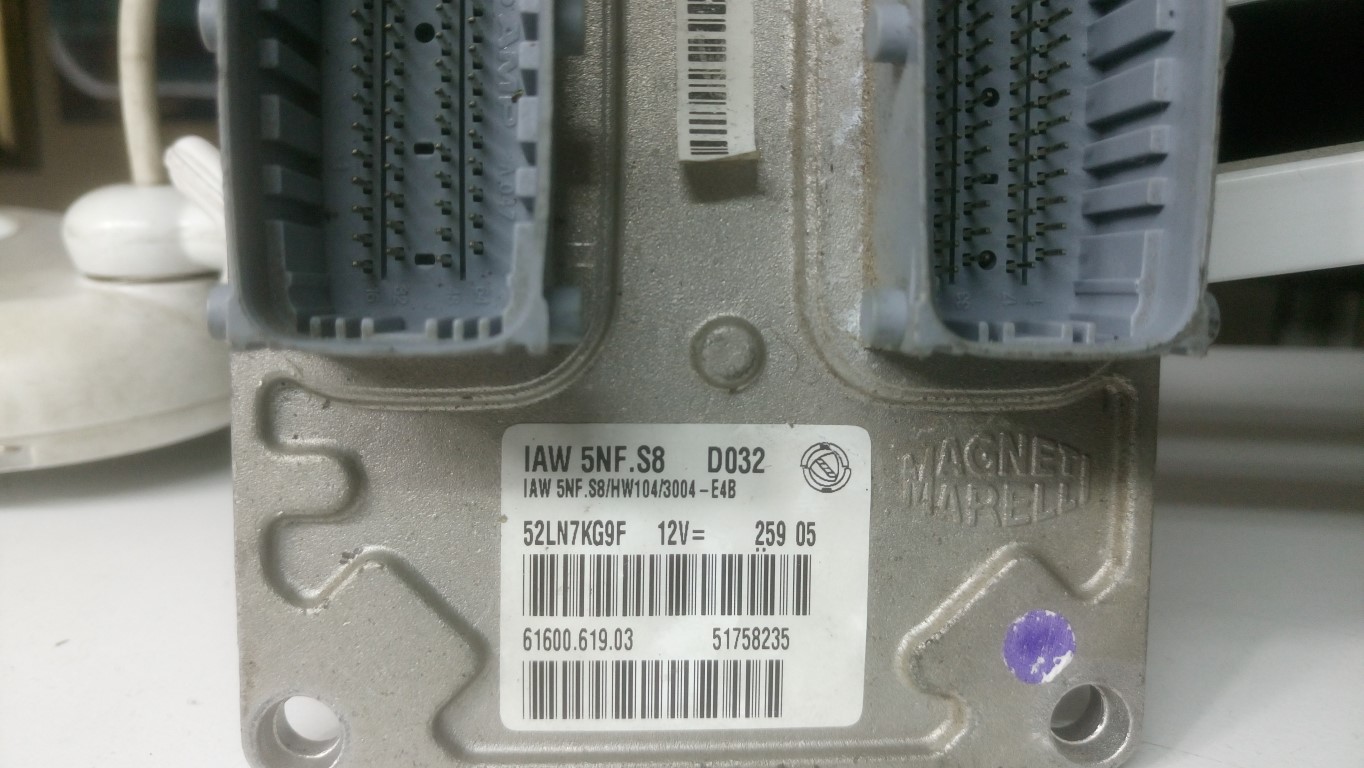 IAW 5NF.S8 D032
IAW 5NF.S8/HW104/3004-E4B
52LN7KG9F 12V= 259 05
61600.619.03 51758235
MAGNETI
MARELLI